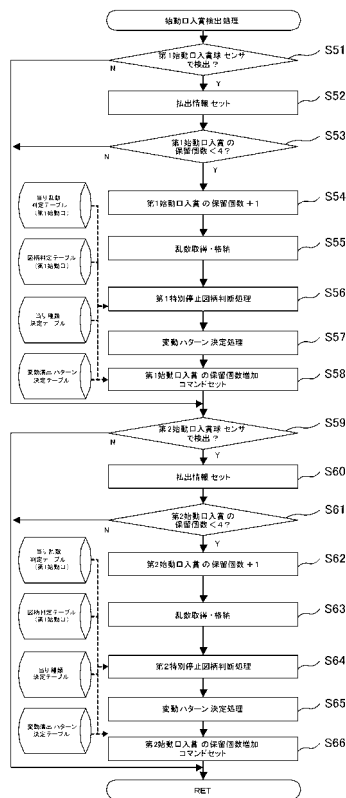 始動口入賞検出処理
第1始動口入賞球センサ
で検出?
S51
N
Y
払出情報セット
S52
第1始動口入賞の
保留個数<4?
S53
N
Y
第1始動口入賞の保留個数+1
S54
当り乱数
判定テーブル
(第1始動口)
乱数取得・格納
S55
図柄判定テーブル
(第1始動口)
第1特別停止図柄判断処理
S56
当り種類
決定テーブル
変動パターン決定処理
S57
変動演出パターン
決定テーブル
第1始動口入賞の保留個数増加
コマンドセット
S58
第2始動口入賞球センサ
で検出?
S59
N
Y
払出情報セット
S60
第2始動口入賞の
保留個数<4?
S61
N
Y
第2始動口入賞の保留個数+1
S62
当り乱数
判定テーブル
(第1始動口)
乱数取得・格納
S63
図柄判定テーブル
(第1始動口)
第2特別停止図柄判断処理
S64
当り種類
決定テーブル
変動パターン決定処理
S65
変動演出パターン
決定テーブル
第2始動口入賞の保留個数増加
コマンドセット
S66
RET